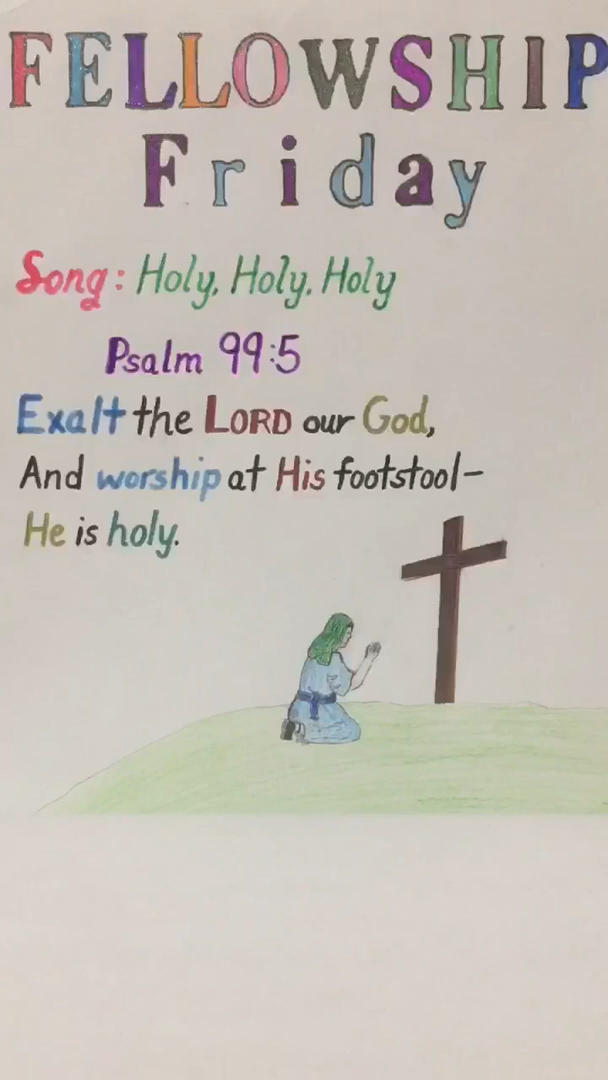 FELLOWSHIP
Friday
Song: Holy, Holy, Holy
Psalm 99:5
Exalt the LORD our God,
And worship at His footstool-
He is holy.